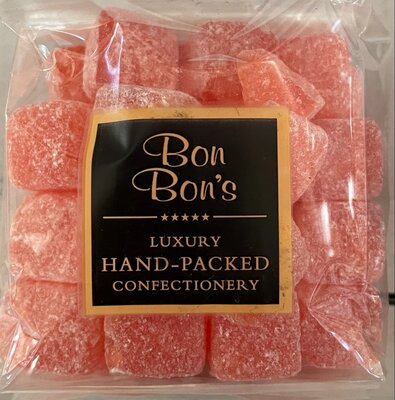 Bon
Bon's
★★★★★
LUXURY
HAND-PACKED
CONFECTIONERY